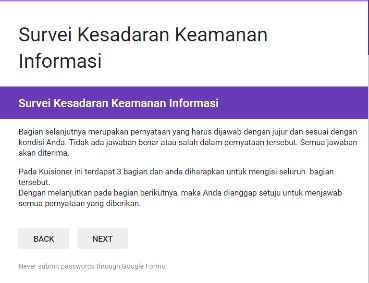 Survei Kesadaran Keamanan
Informasi
Survei Kesadaran Keamanan Informasi
Bagian selanjutnya merupakan pernyataan yang harus dijawab dengan jujur dan sesuai dengan
kondisi Anda. Tidak ada jawaban benar atau salah dalam pernyataan tersebut. Semua jawaban
akan diterima.
Pada Kuisioner ini terdapat 3 bagian dan anda diharapkan untuk mengisi seluruh bagian
tersebut.
Dengan melanjutkan pada bagian berikutnya, maka Anda dianggap setuju untuk menjawab
semua pernyataan yang diberikan.
BACK NEXT
Never submit passwords through Google Forms.